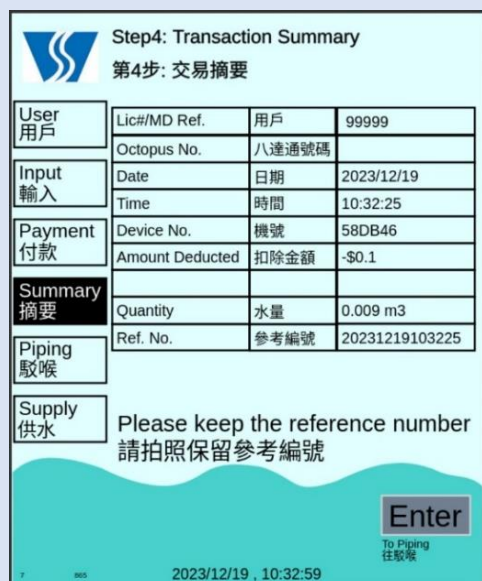 Step4: Transaction Summary
第4步: 交易摘要
User
用戶
Input
輸入
Payment
付款
Summary
摘要
Piping
駁喉
Supply
供水
Lic#/MD Ref. 用戶 99999
Octopus No. 八達通號碼
Date 日期 2023/12/19
Time 時間 10:32:25
Device No. 機號 58DB46
Amount Deducted 扣除金額 -$0.1
Quantity 水量 0.009 m3
Ref. No. 參考編號 20231219103225
Please keep the reference number
請拍照保留參考編號
Enter
To Piping
往駁喉
7 865 2023/12/19 , 10:32:59